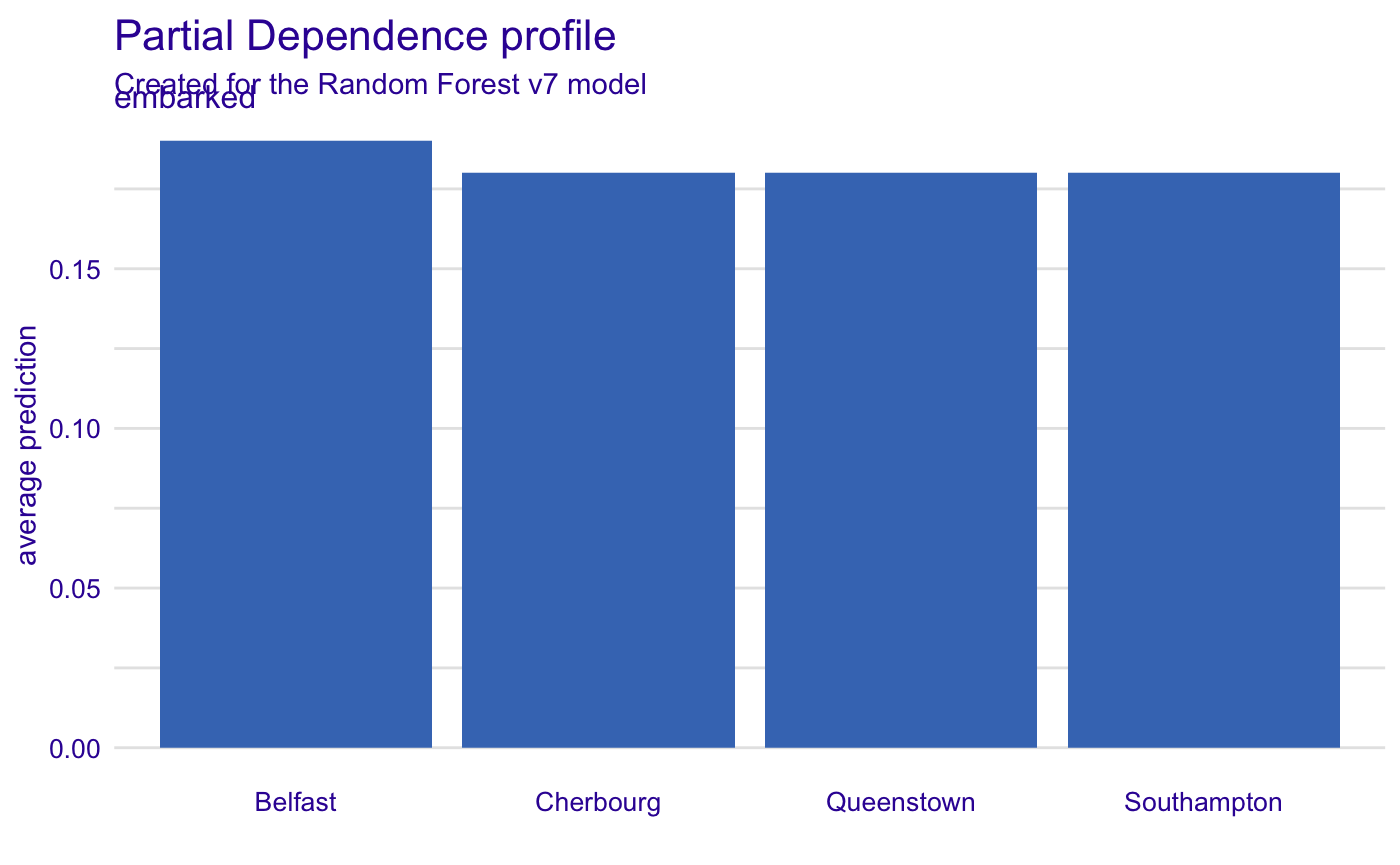 Partial Dependence profile
Created for the Random Forest v7 model
embarked
average prediction
0.15
0.10
0.05
0.00
Belfast Cherbourg Queenstown Southampton